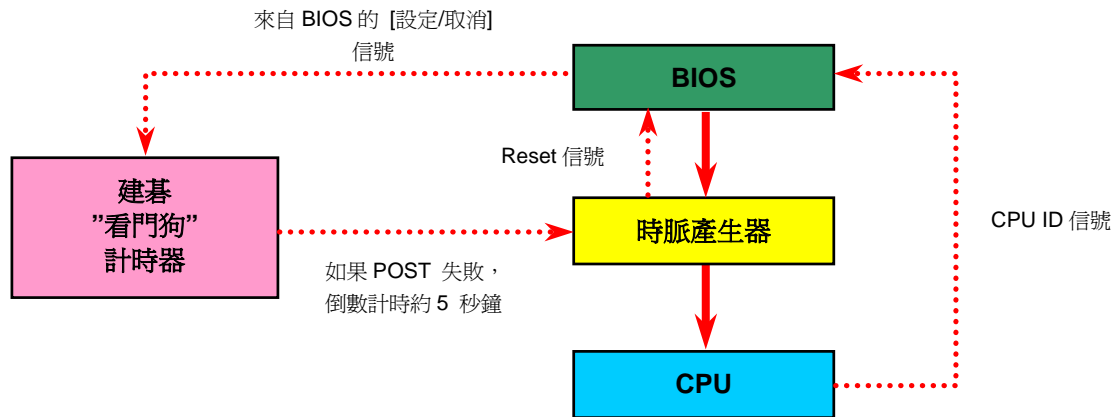 來自 BIOS 的 [設定/取消]
信號
BIOS
Reset 信號
建碁
”看門狗”
計時器
時脈產生器
CPU ID 信號
如果 POST 失敗，
倒數計時約 5 秒鐘
CPU